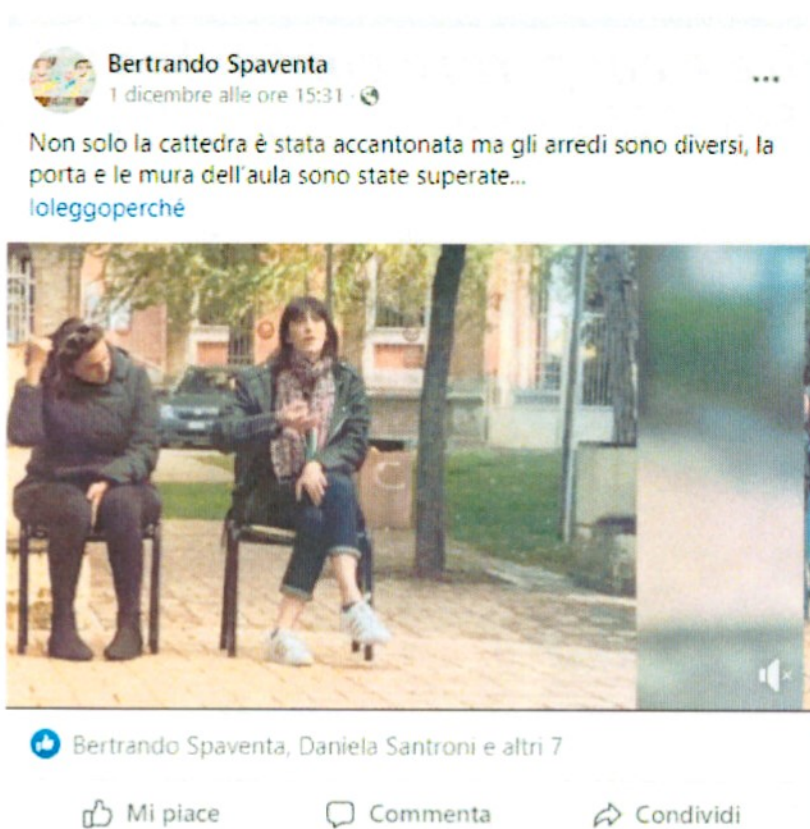 Bertrando Spaventa
1 dicembre alle ore 15:31 ·
Non solo la cattedra è stata accantonata ma gli arredi sono diversi, la
porta e le mura dell'aula sono state superate...
Ioleggoperché
Bertrando Spaventa, Daniela Santroni e altri 7
Mi piace
Commenta
Condividi